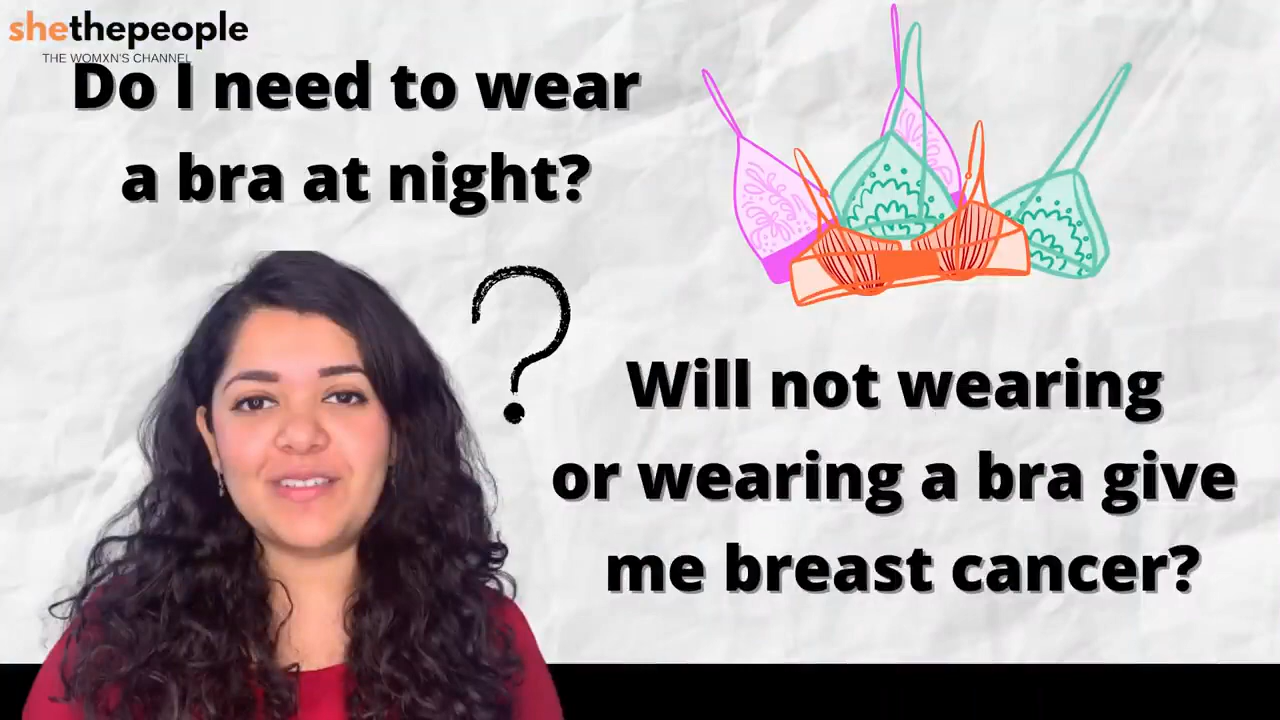 shethepeople
THE WOMXN'S CHANNEL
Do I need to wear
a bra at night?
?
Will not wearing
or wearing a bra give
me breast cancer?